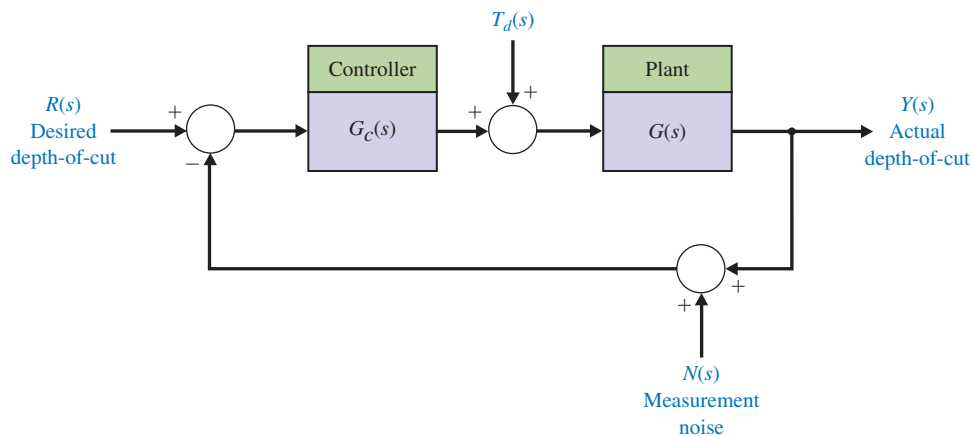 T_d(s)
Controller
Plant
R(s)
Desired
depth-of-cut
+
−
G_c(s)
+
+
G(s)
Y(s)
Actual
depth-of-cut
+
+
N(s)
Measurement
noise